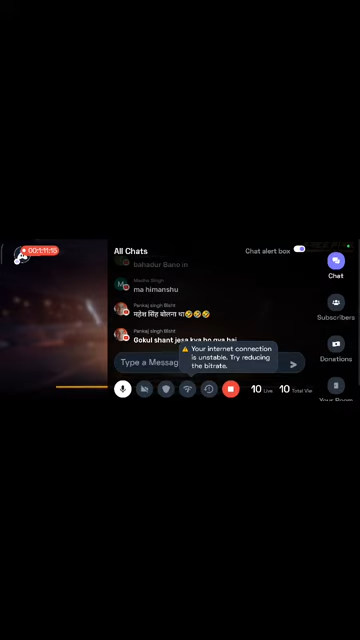 00:1:11:15
All Chats
Chat alert box
bahadur Bano in
Chat
ma himanshu
Pankaj singh Bisht
महेश सिंह बोलना था🤣🤣🤣
Subscribers
Pankaj singh Bisht
Gokul shant jesa kya ho gya hai
Type a Messag
Your internet connection
is unstable. Try reducing
the bitrate.
Donations
10 Live
10 Total Vie
Your Room